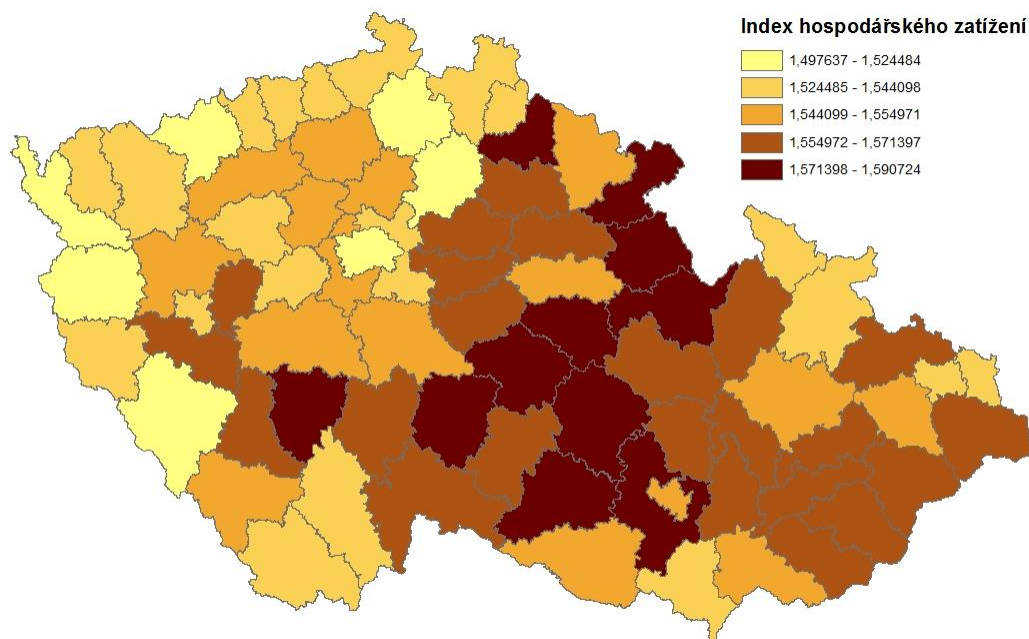 Index hospodářského zatížení
1,497637 - 1,524484
1,524485 - 1,544098
1,544099 - 1,554971
1,554972 - 1,571397
1,571398 - 1,590724